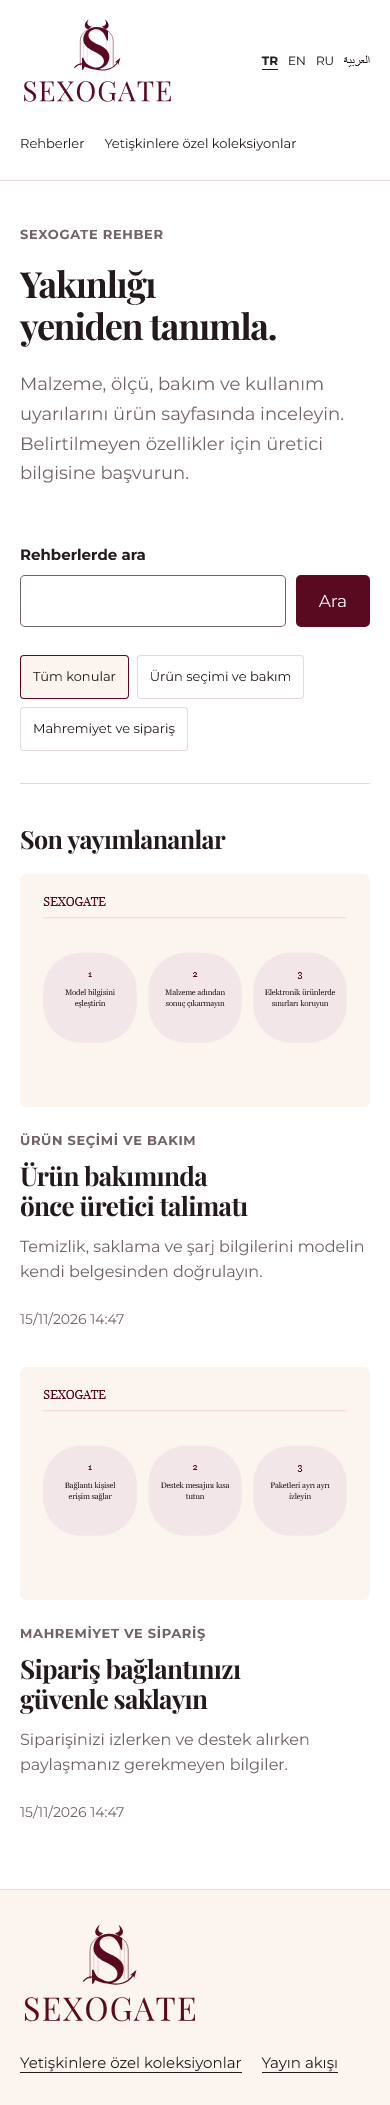 S
SEXOGATE
TR EN RU العربية
Rehberler Yetişkinlere özel koleksiyonlar
SEXOGATE REHBER
Yakınlığı
yeniden tanımla.
Malzeme, ölçü, bakım ve kullanım
uyarılarını ürün sayfasında inceleyin.
Belirtilmeyen özellikler için üretici
bilgisine başvurun.
Rehberlerde ara
Ara
Tüm konular Ürün seçimi ve bakım
Mahremiyet ve sipariş
Son yayımlananlar
SEXOGATE
1 2 3
Model bilgisini Malzeme adından Elektronik ürünlerde
eşleştirin sonuç çıkarmayın sınırları koruyun
ÜRÜN SEÇİMİ VE BAKIM
Ürün bakımında
önce üretici talimatı
Temizlik, saklama ve şarj bilgilerini modelin
kendi belgesinden doğrulayın.
15/11/2026 14:47
SEXOGATE
1 2 3
Bağlantı kişisel Destek mesajını kısa Paketleri ayrı ayrı
erişim sağlar tutun izleyin
MAHREMİYET VE SİPARİŞ
Sipariş bağlantınızı
güvenle saklayın
Siparişinizi izlerken ve destek alırken
paylaşmanız gerekmeyen bilgiler.
15/11/2026 14:47
S
SEXOGATE
Yetişkinlere özel koleksiyonlar Yayın akışı